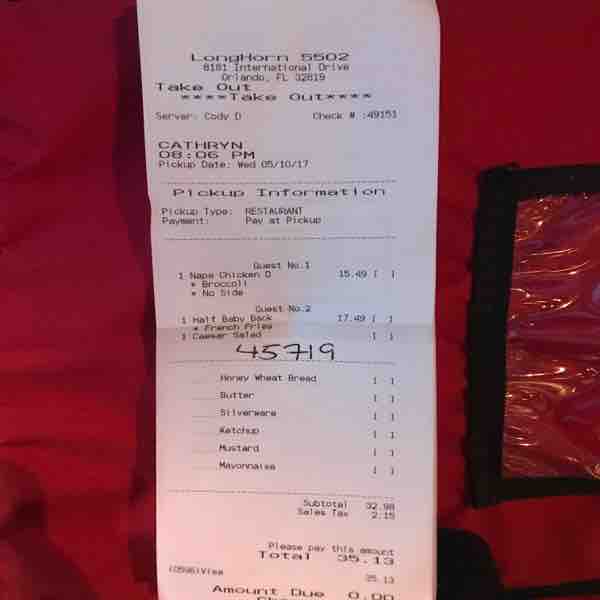 LongHorn 5502
8181 International Drive
Orlando, FL 32819
Take Out
****Take Out****
Server: Cody D Check # :49151
CATHRYN
08:06 PM
Pickup Date: Wed 05/10/17
Pickup Information
Pickup Type: RESTAURANT
Payment: Pay at Pickup
Guest No.1
1 Napa Chicken D 15.49 [ ]
* Broccoli
* No Side
Guest No.2
1 Half Baby Back 17.49 [ ]
* French Fries
1 Caesar Salad [ ]
45719
Honey Wheat Bread [ ]
Butter [ ]
Silverware [ ]
Ketchup [ ]
Mustard [ ]
Mayonnaise [ ]
Subtotal 32.98
Sales Tax 2.15
Please pay this amount
Total 35.13
(0596)Visa 35.13
Amount Due 0.00